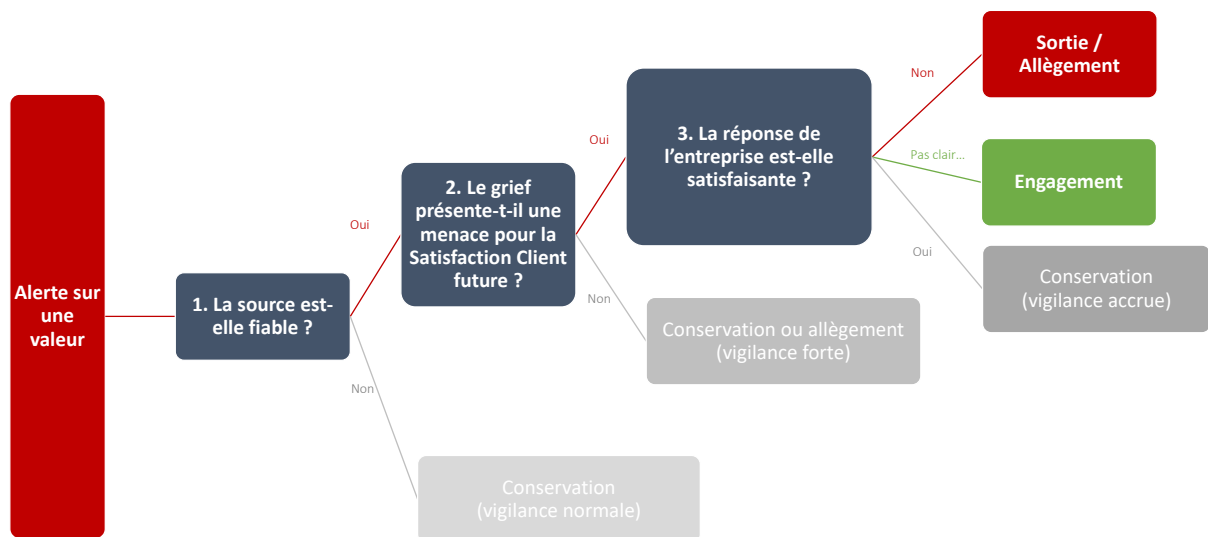 Alerte sur
une
valeur
1. La source est-
elle fiable ?
Oui
Non
2. Le grief
présente-t-il une
menace pour la
Satisfaction Client
future ?
Oui
Non
3. La réponse de
l’entreprise est-elle
satisfaisante ?
Non
Pas clair…
Oui
Sortie /
Allègement
Engagement
Conservation
(vigilance accrue)
Conservation ou allègement
(vigilance forte)
Conservation
(vigilance normale)